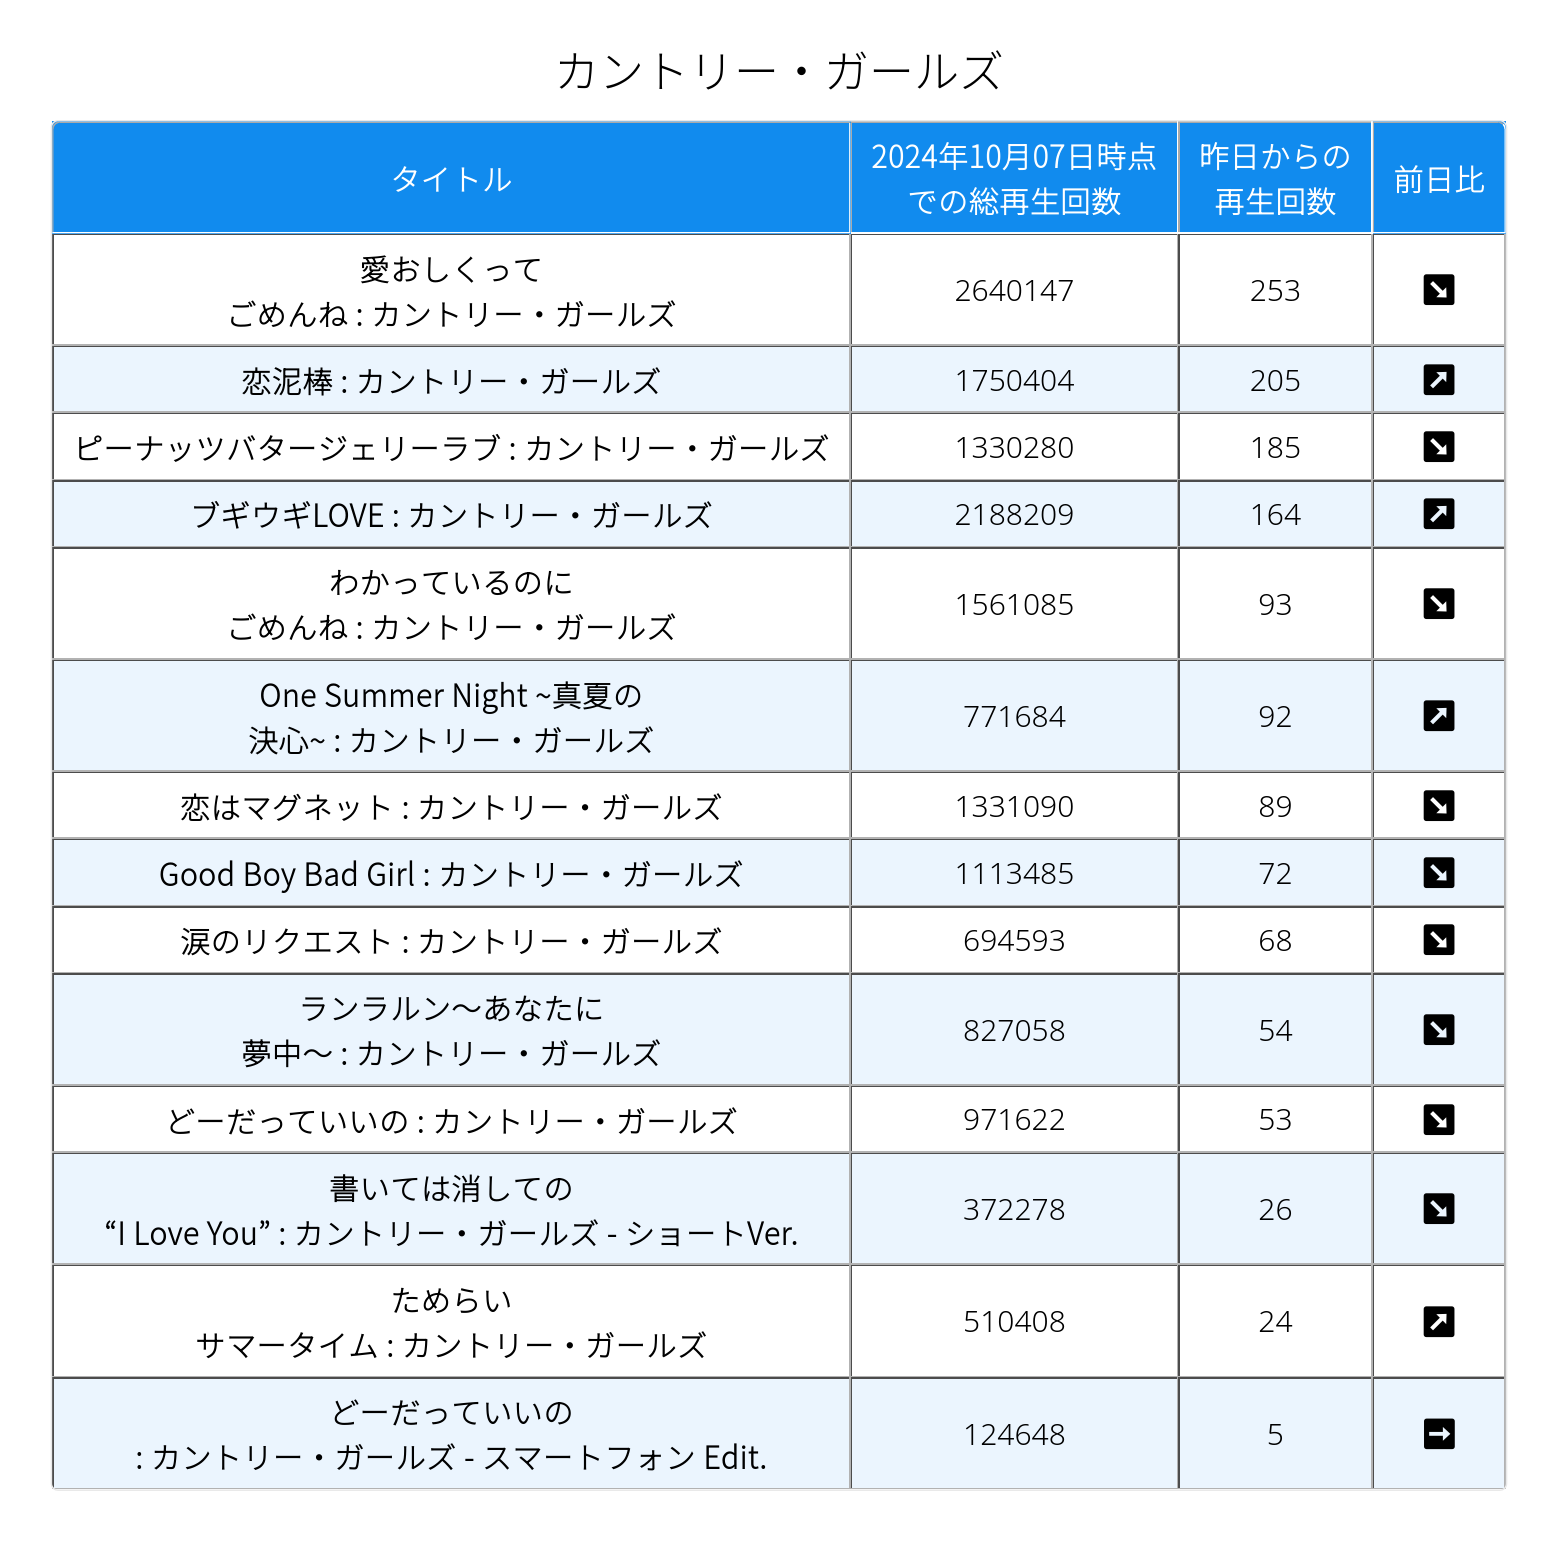 カントリー・ガールズ
タイトル
2024年10月07日時点
での総再生回数
昨日からの
再生回数
前日比
愛おしくって
ごめんね : カントリー・ガールズ
2640147
253
↘
恋泥棒 : カントリー・ガールズ
1750404
205
↗
ピーナッツバタージェリーラブ : カントリー・ガールズ
1330280
185
↘
ブギウギLOVE : カントリー・ガールズ
2188209
164
↗
わかっているのに
ごめんね : カントリー・ガールズ
1561085
93
↘
One Summer Night ~真夏の
決心~ : カントリー・ガールズ
771684
92
↗
恋はマグネット : カントリー・ガールズ
1331090
89
↘
Good Boy Bad Girl : カントリー・ガールズ
1113485
72
↘
涙のリクエスト : カントリー・ガールズ
694593
68
↘
ランラルン～あなたに
夢中～ : カントリー・ガールズ
827058
54
↘
どーだっていいの : カントリー・ガールズ
971622
53
↘
書いては消しての
“I Love You” : カントリー・ガールズ - ショートVer.
372278
26
↘
ためらい
サマータイム : カントリー・ガールズ
510408
24
↗
どーだっていいの
: カントリー・ガールズ - スマートフォン Edit.
124648
5
→